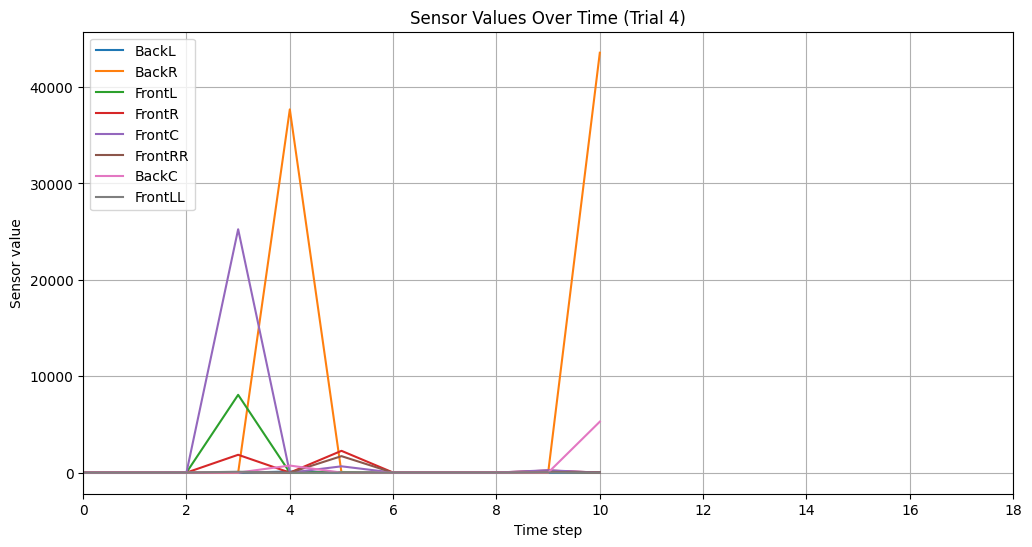 Sensor Values Over Time (Trial 4)
BackL
BackR
FrontL
FrontR
FrontC
FrontRR
BackC
FrontLL
Sensor value
40000
30000
20000
10000
0
0 2 4 6 8 10 12 14 16 18
Time step